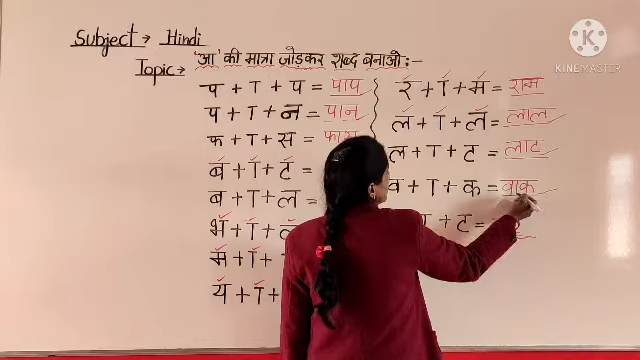 Subject → Hindi
Topic:→ 'आ' की मात्रा जोड़कर शब्द बनाओ :-
प + ा + प = पाप
प + ा + न = पान
फ + ा + स =
ब + ा + ट =
ब + ा + ल =
भ + ा + ल
म + ा +
य + ा +
र + ा + म = राम
ल + ा + ल = लाल
ल + ा + ट = लाट
व + ा + क = वाक
ा + ट =
KINEMASTER